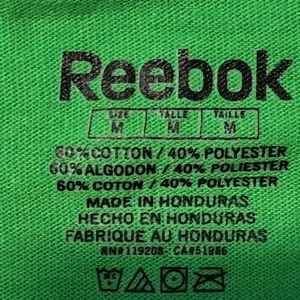 Reebok
SIZE TALLE TAILLE
M M M
60% COTTON / 40% POLYESTER
60% ALGODON / 40% POLIESTER
60% COTON / 40% POLYESTER
MADE IN HONDURAS
HECHO EN HONDURAS
FABRIQUE AU HONDURAS
RN#119208- CA#51986